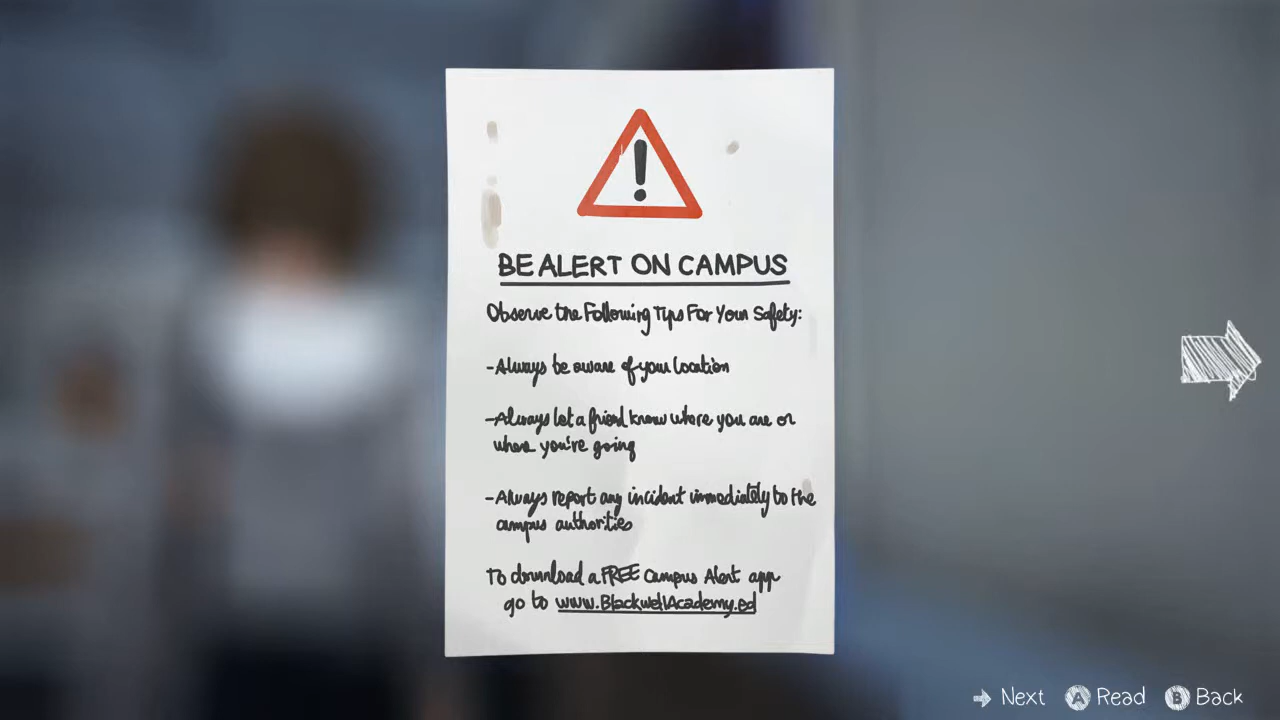 !
BE ALERT ON CAMPUS
Observe the Following Tips For Your Safety:
-Always be aware of your location
-Always let a friend know where you are or
where you're going
-Always report any incident immediately to the
campus authorities
To download a FREE Campus Alert app
go to www.BlackwellAcademy.ed
Next A Read B Back